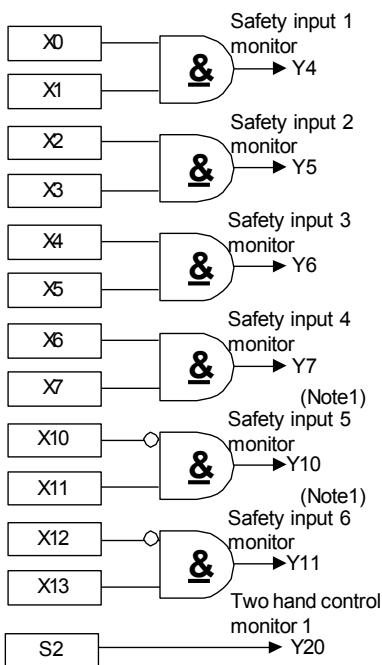 Safety input 1
X0
monitor
&
Y4
X1
Safety input 2
X2
monitor
&
Y5
X3
Safety input 3
X4
monitor
&
Y6
X5
Safety input 4
X6
monitor
&
Y7
X7
(Note1)
Safety input 5
X10
monitor
&
Y10
X11
(Note1)
Safety input 6
X12
monitor
&
Y11
X13
Two hand control
monitor 1
S2
Y20